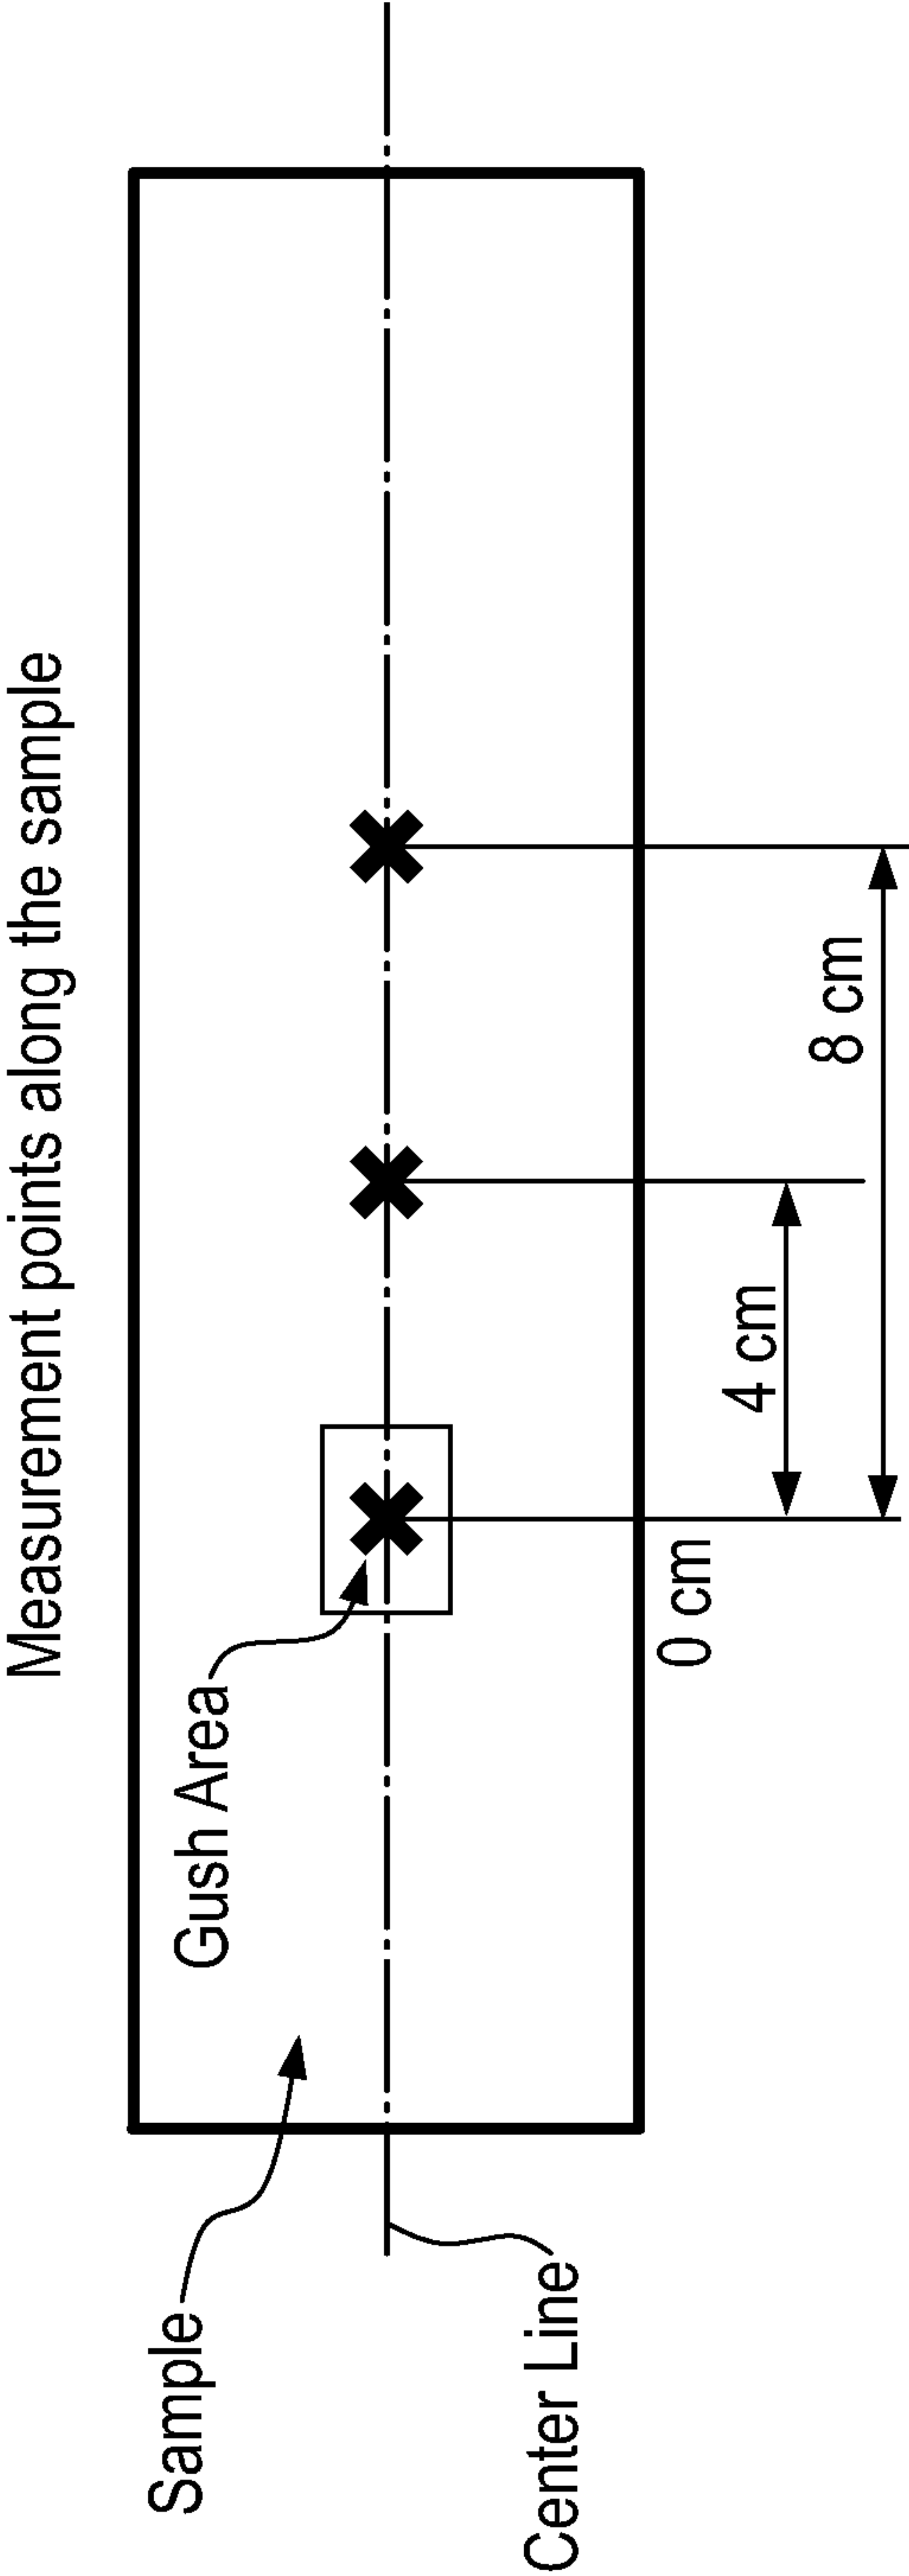 Measurement points along the sample
Sample
Gush Area
Center Line
0 cm
4 cm
8 cm